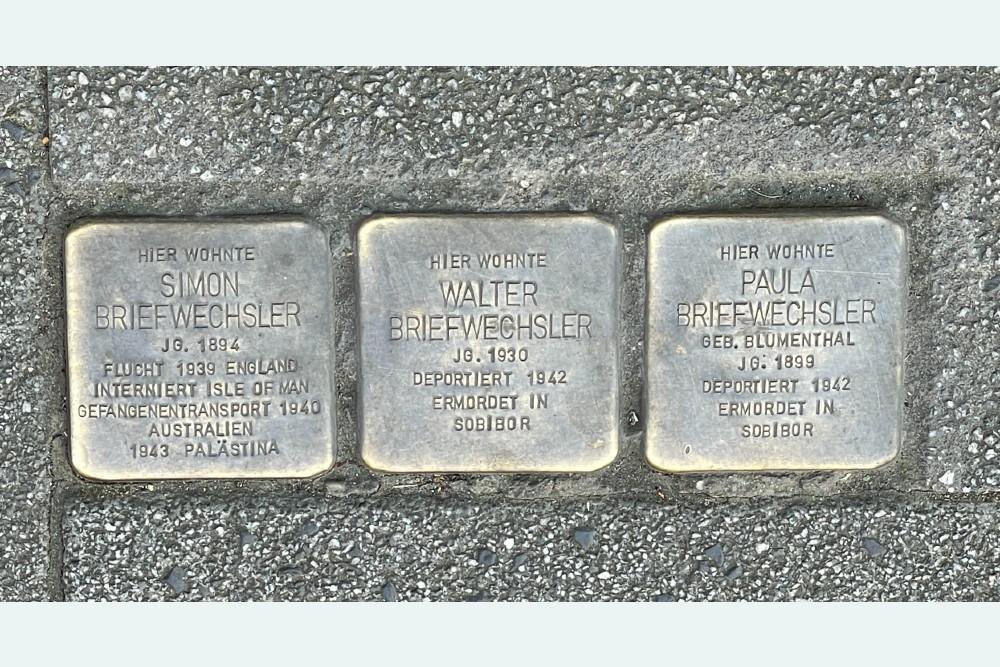 HIER WOHNTE
SIMON
BRIEFWECHSLER
JG. 1894
FLUCHT 1939 ENGLAND
INTERNIERT ISLE OF MAN
GEFANGENENTRANSPORT 1940
AUSTRALIEN
1943 PALÄSTINA
HIER WOHNTE
WALTER
BRIEFWECHSLER
JG. 1930
DEPORTIERT 1942
ERMORDET IN
SOBIBOR
HIER WOHNTE
PAULA
BRIEFWECHSLER
GEB. BLUMENTHAL
JG. 1899
DEPORTIERT 1942
ERMORDET IN
SOBIBOR